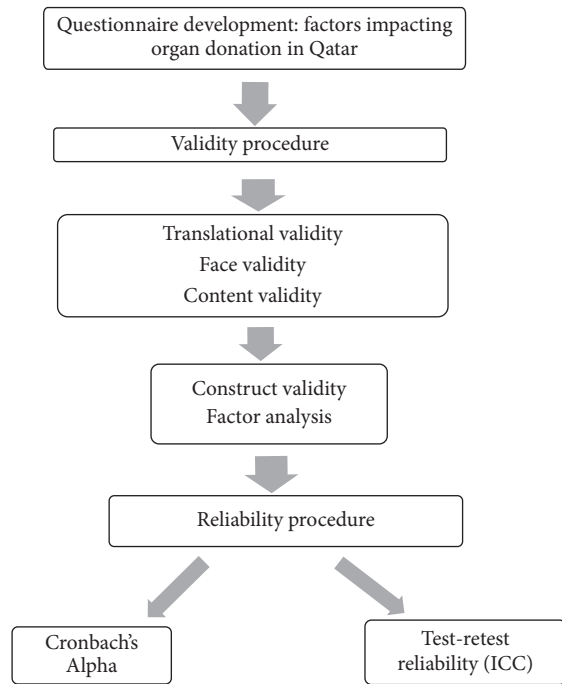 Questionnaire development: factors impacting
organ donation in Qatar
Validity procedure
Translational validity
Face validity
Content validity
Construct validity
Factor analysis
Reliability procedure
Cronbach’s
Alpha
Test-retest
reliability (ICC)